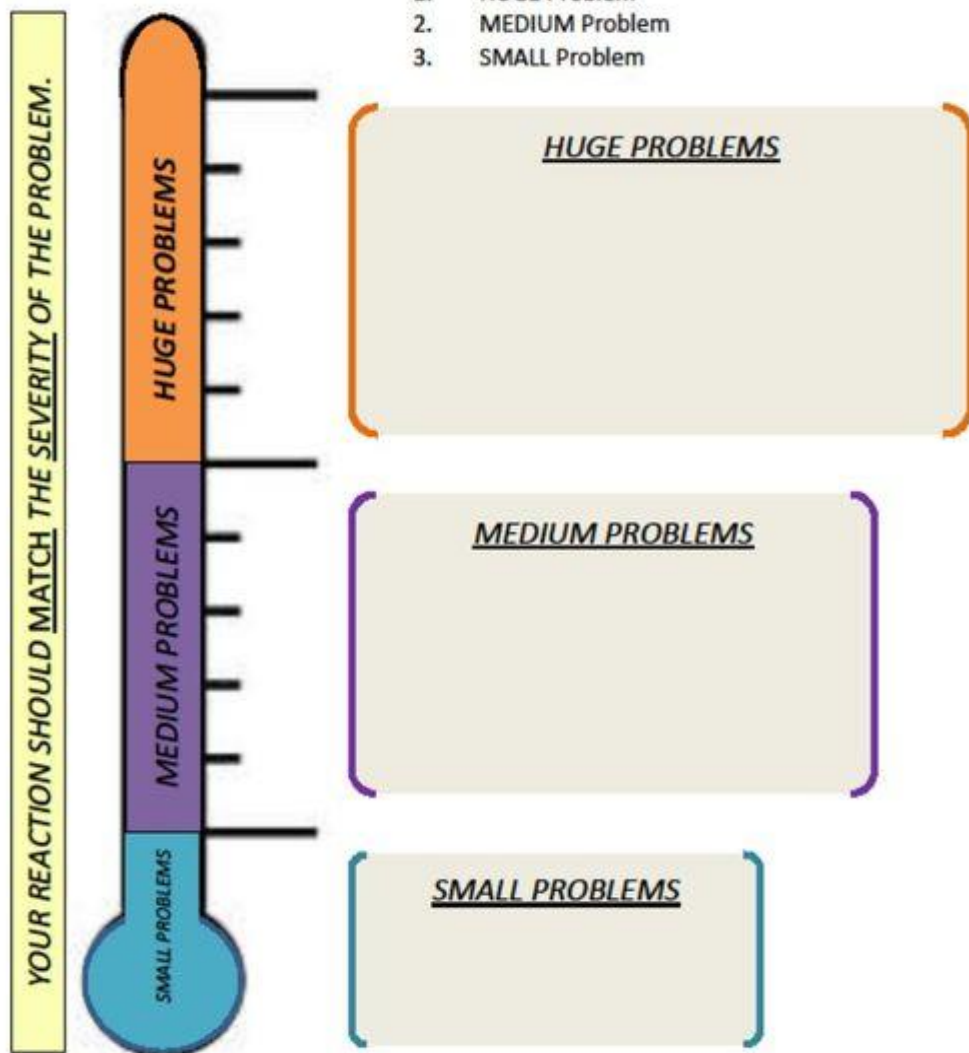 2. MEDIUM Problem
3. SMALL Problem
YOUR REACTION SHOULD MATCH THE SEVERITY OF THE PROBLEM.
HUGE PROBLEMS
MEDIUM PROBLEMS
SMALL PROBLEMS
HUGE PROBLEMS
MEDIUM PROBLEMS
SMALL PROBLEMS